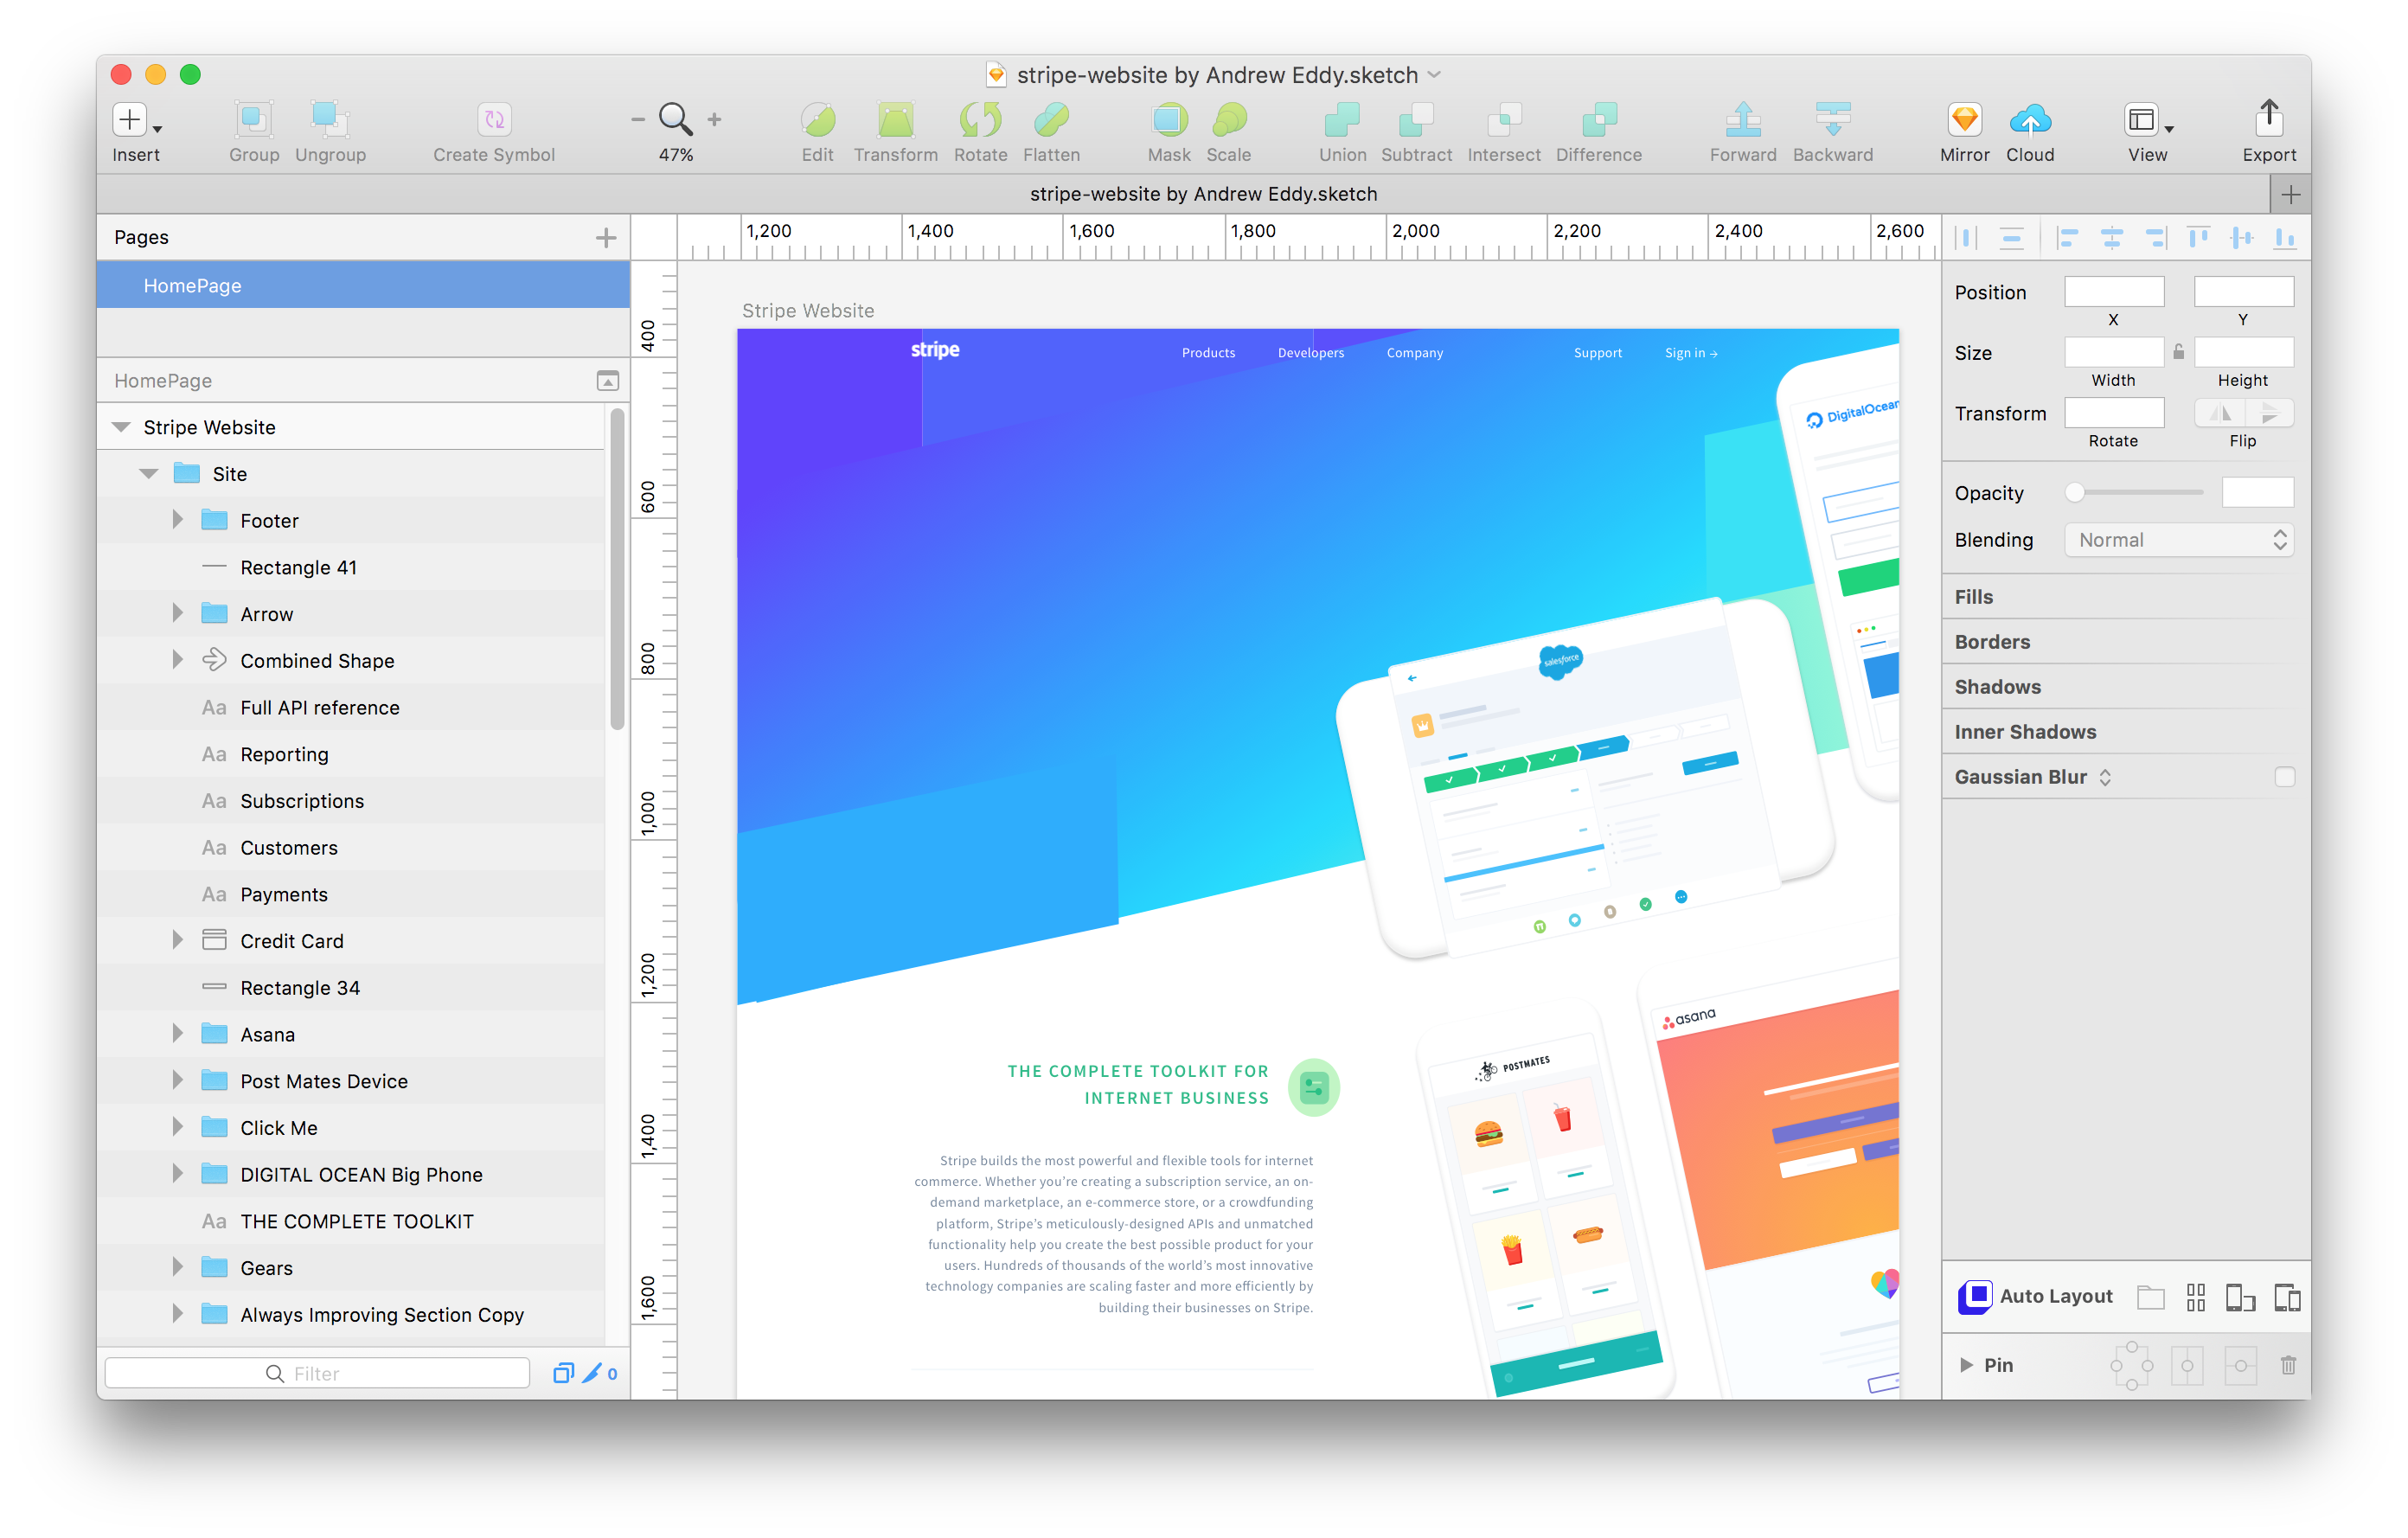 stripe-website by Andrew Eddy.sketch
Insert
Group
Ungroup
Create Symbol
47%
Edit
Transform
Rotate
Flatten
Mask
Scale
Union
Subtract
Intersect
Difference
Forward
Backward
Mirror
Cloud
View
Export
stripe-website by Andrew Eddy.sketch
Pages
HomePage
HomePage
Stripe Website
Site
Footer
Rectangle 41
Arrow
Combined Shape
Aa Full API reference
Aa Reporting
Aa Subscriptions
Aa Customers
Aa Payments
Credit Card
Rectangle 34
Asana
Post Mates Device
Click Me
DIGITAL OCEAN Big Phone
Aa THE COMPLETE TOOLKIT
Gears
Always Improving Section Copy
Filter
0
1,200
1,400
1,600
1,800
2,000
2,200
2,400
2,600
400
600
800
1,000
1,200
1,400
1,600
Stripe Website
stripe
Products
Developers
Company
Support
Sign in →
DigitalOcean
salesforce
THE COMPLETE TOOLKIT FOR
INTERNET BUSINESS
Stripe builds the most powerful and flexible tools for internet
commerce. Whether you're creating a subscription service, an on-
demand marketplace, an e-commerce store, or a crowdfunding
platform, Stripe's meticulously-designed APIs and unmatched
functionality help you create the best possible product for your
users. Hundreds of thousands of the world's most innovative
technology companies are scaling faster and more efficiently by
building their businesses on Stripe.
POSTMATES
asana
Position
X
Y
Size
Width
Height
Transform
Rotate
Flip
Opacity
Blending
Normal
Fills
Borders
Shadows
Inner Shadows
Gaussian Blur
Auto Layout
Pin